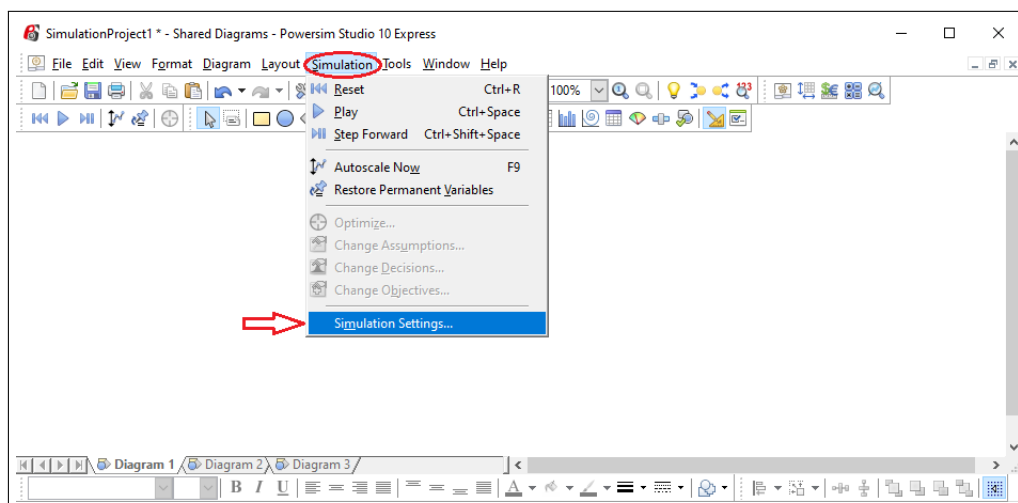 SimulationProject1 * - Shared Diagrams - Powersim Studio 10 Express
File Edit View Format Diagram Layout Simulation Tools Window Help
Reset Ctrl+R
100%
123
Play Ctrl+Space
Step Forward Ctrl+Shift+Space
Autoscale Now F9
Restore Permanent Variables
Optimize...
Change Assumptions...
Change Decisions...
Change Objectives...
Simulation Settings...
Diagram 1 Diagram 2 Diagram 3
B I U A